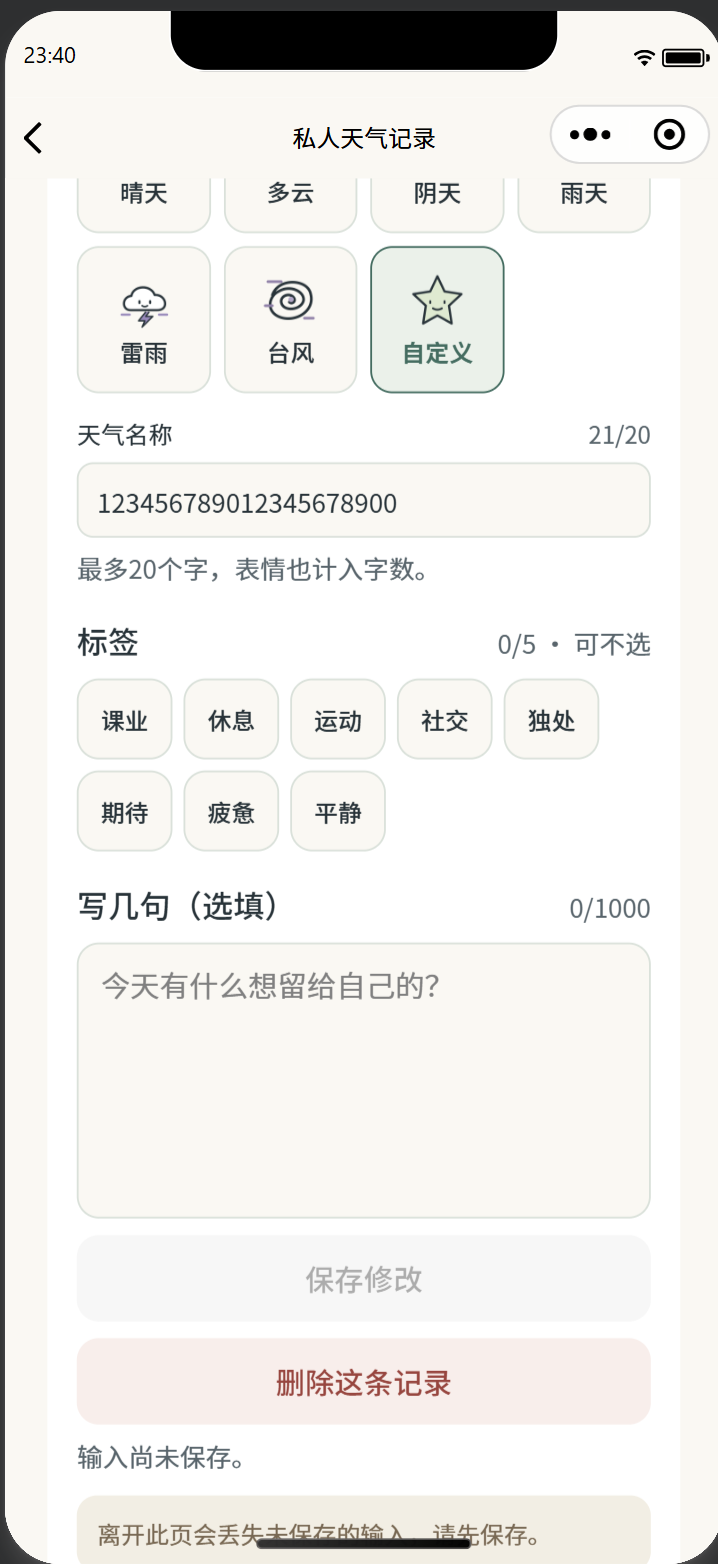 23:40
私人天气记录
晴天 多云 阴天 雨天
雷雨 台风 自定义
天气名称 21/20
123456789012345678900
最多20个字，表情也计入字数。
标签 0/5 · 可不选
课业 休息 运动 社交 独处
期待 疲惫 平静
写几句（选填） 0/1000
今天有什么想留给自己的？
保存修改
删除这条记录
输入尚未保存。
离开此页会丢失未保存的输入，请先保存。